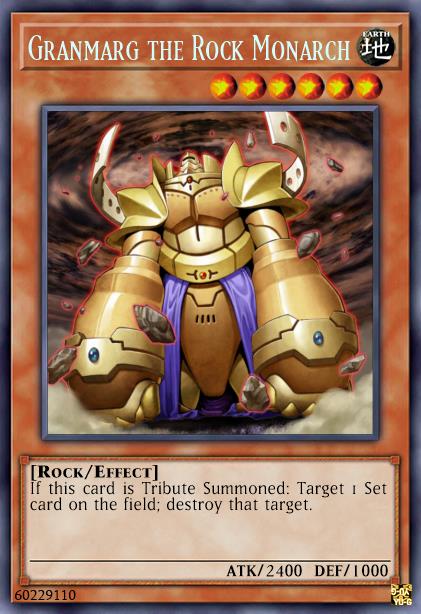 GRANMARG THE ROCK MONARCH
EARTH
地
[ROCK/EFFECT]
If this card is Tribute Summoned: Target 1 Set
card on the field; destroy that target.
ATK/2400 DEF/1000
60229110